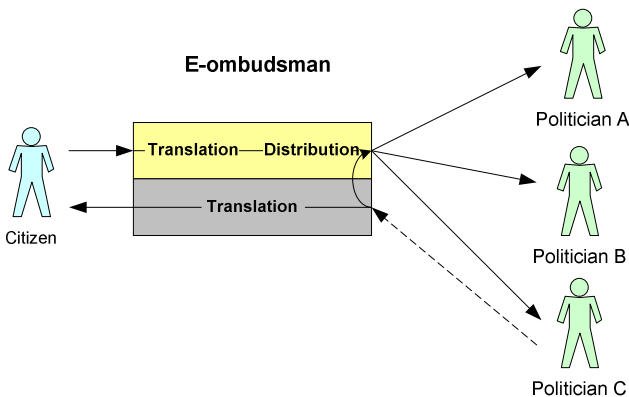 E-ombudsman
Politician A
Translation Distribution
Translation
Citizen
Politician B
Politician C